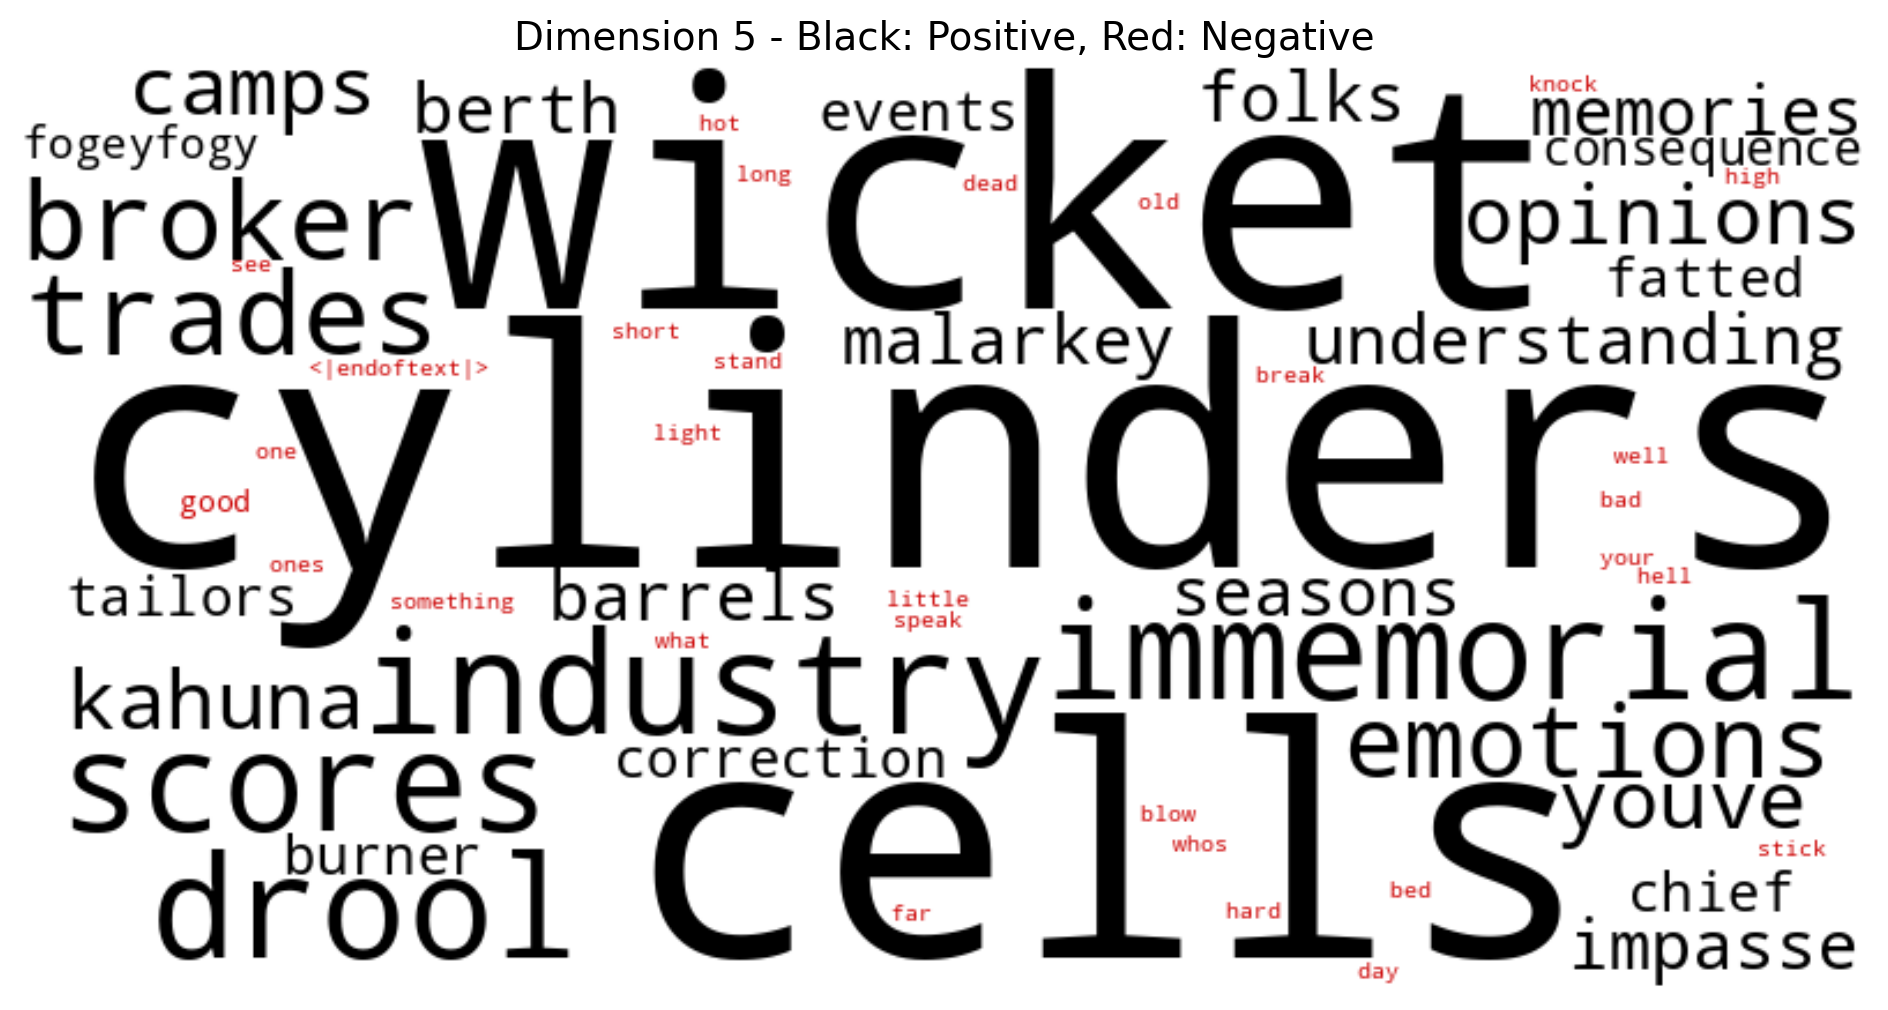 Dimension 5 - Black: Positive, Red: Negative
camps
berth
wicket
events
folks
knock
memories
fogeyfogy
hot
consequence
long
dead
high
old
broker
opinions
see
trades
fatted
short
malarkey
understanding
stand
<|endoftext|>
break
cylinders
light
one
well
good
bad
ones
your
hell
tailors
something
barrels
little
seasons
speak
what
immemorial
industry
kahuna
emotions
scores
correction
cells
youve
blow
whos
stick
burner
drool
bed
chief
far
hard
impasse
day